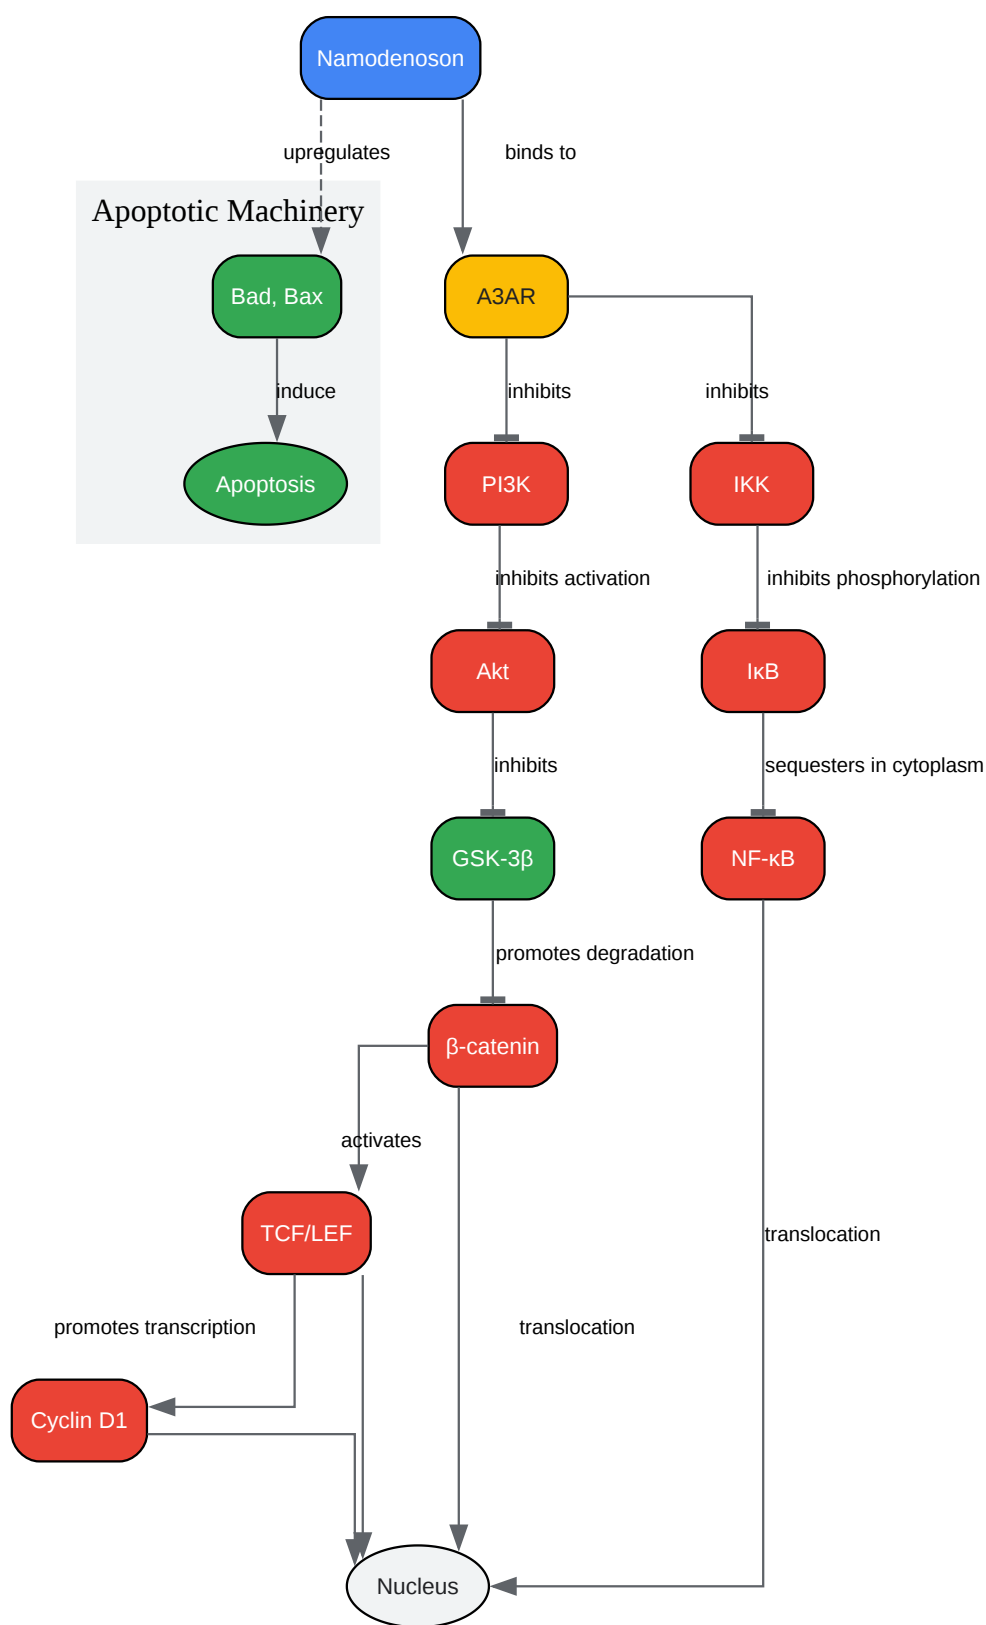 Namodenoson
upregulates
binds to
Apoptotic Machinery
Bad, Bax
A3AR
induce
inhibits
inhibits
Apoptosis
PI3K
IKK
inhibits activation
inhibits phosphorylation
Akt
IκB
inhibits
sequesters in cytoplasm
GSK-3β
NF-κB
promotes degradation
β-catenin
activates
TCF/LEF
translocation
promotes transcription
translocation
Cyclin D1
Nucleus